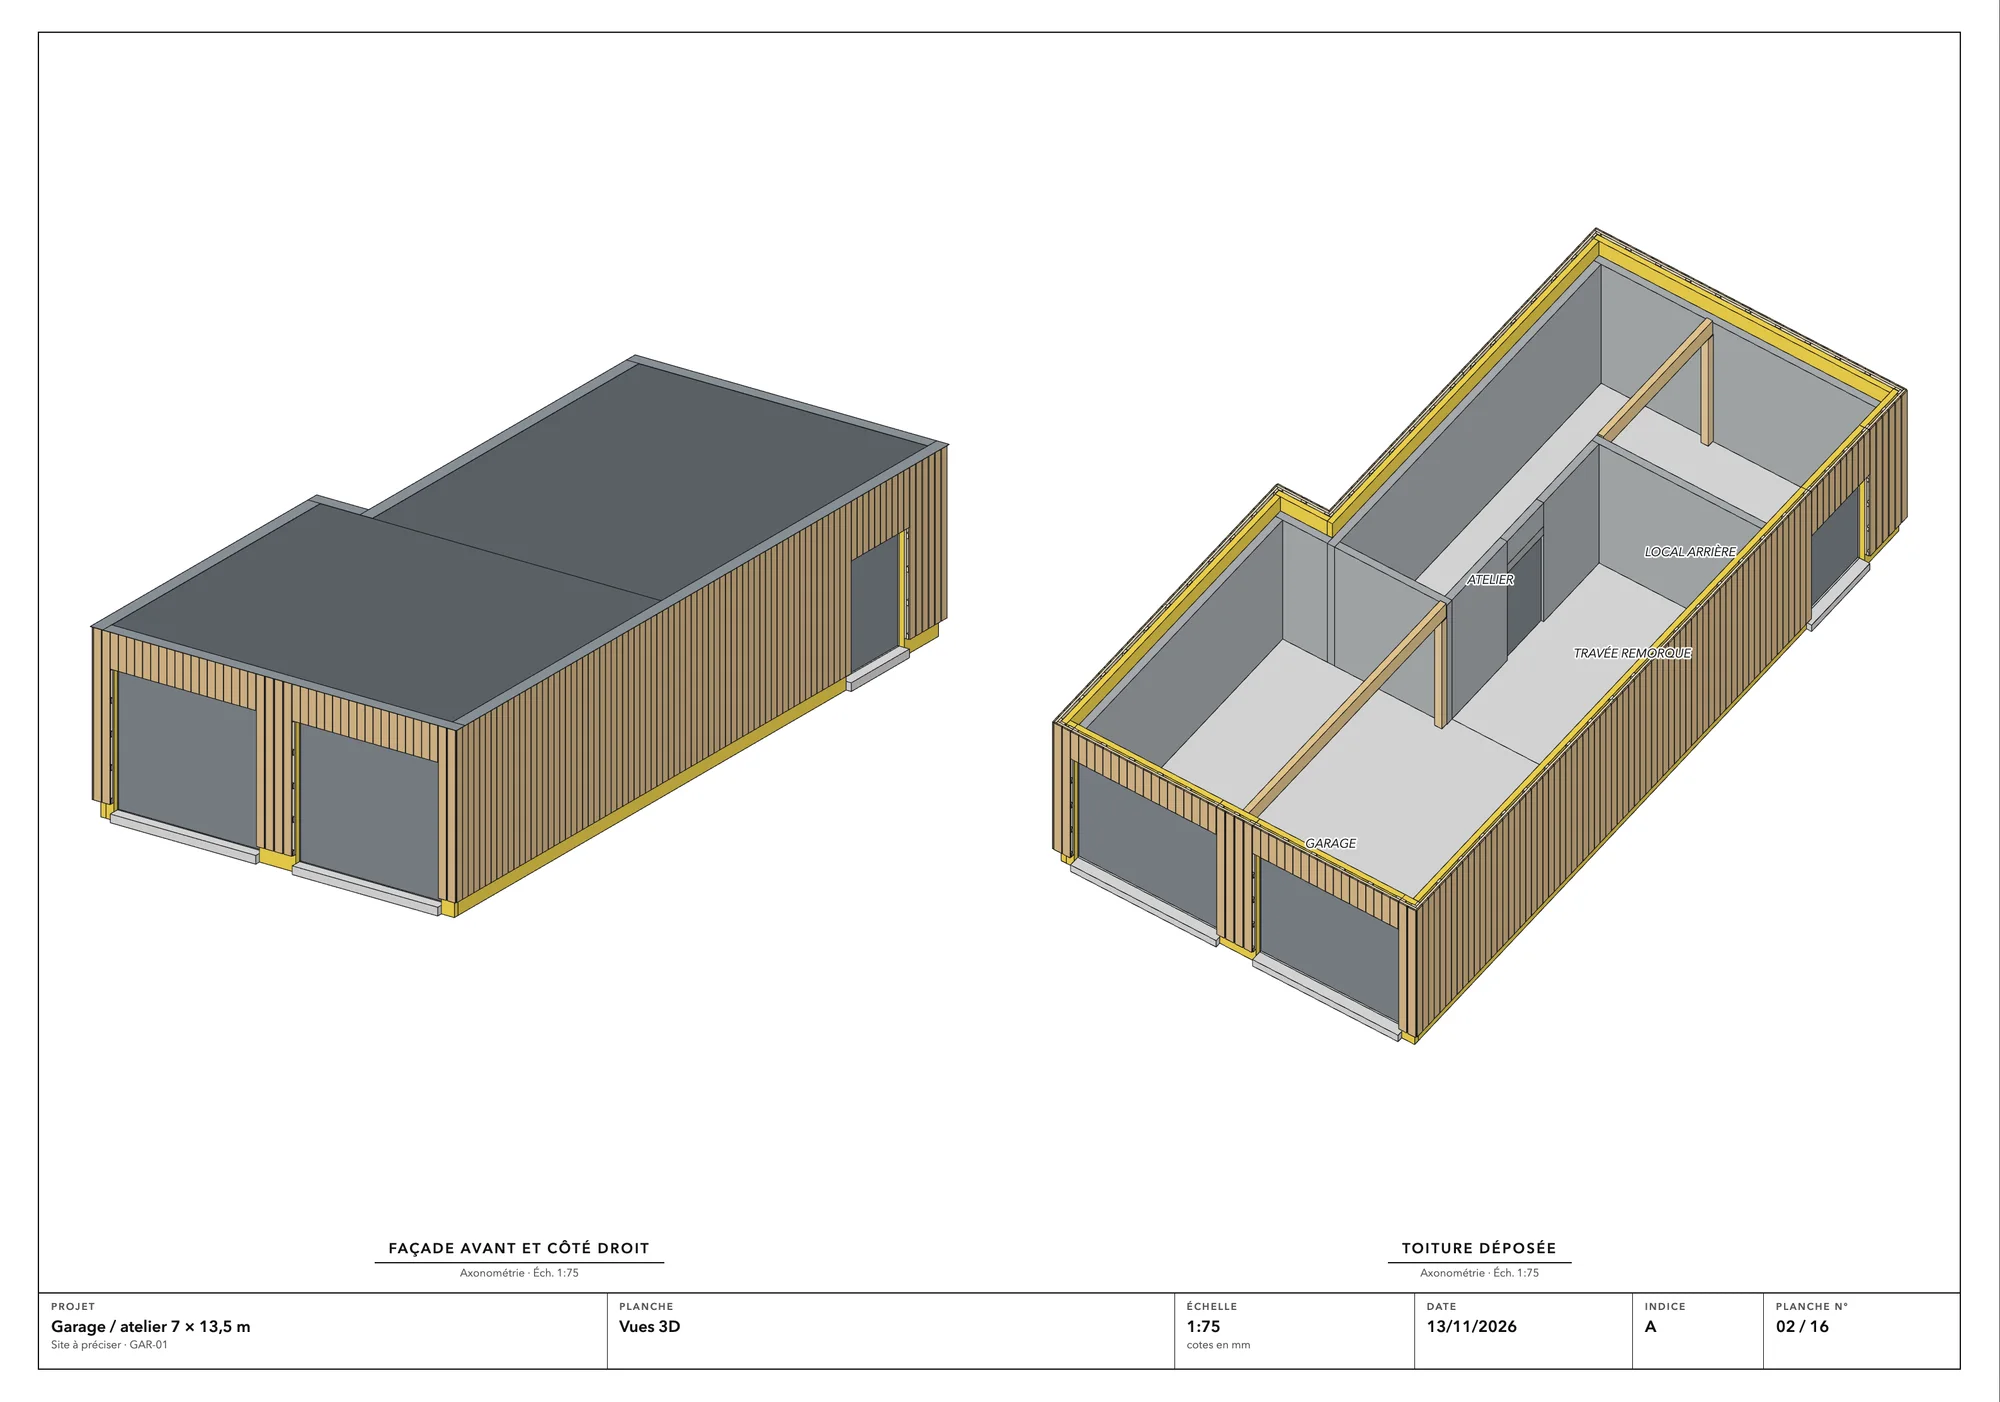 LOCAL ARRIÈRE
ATELIER
TRAVÉE REMORQUE
GARAGE
FAÇADE AVANT ET CÔTÉ DROIT
Axonométrie · Éch. 1:75
TOITURE DÉPOSÉE
Axonométrie · Éch. 1:75
PROJET
Garage / atelier 7 × 13,5 m
Site à préciser · GAR-01
PLANCHE
Vues 3D
ÉCHELLE
1:75
cotes en mm
DATE
13/11/2026
INDICE
A
PLANCHE N°
02 / 16